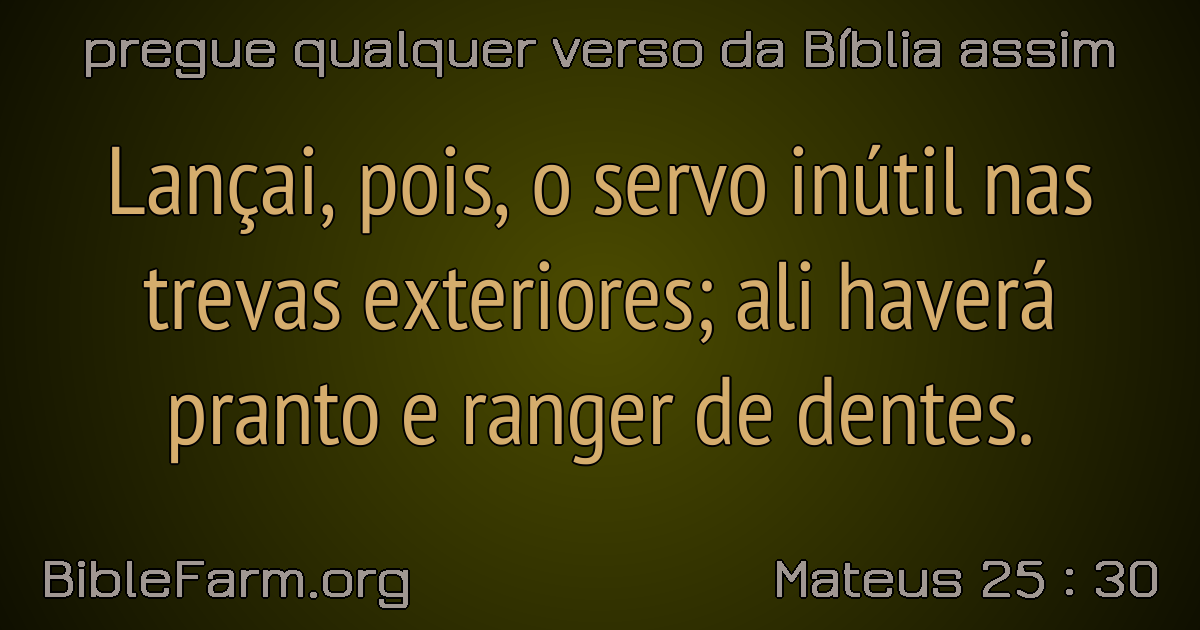 pregue qualquer verso da Bíblia assim
Lançai, pois, o servo inútil nas
trevas exteriores; ali haverá
pranto e ranger de dentes.
BibleFarm.org
Mateus 25 : 30